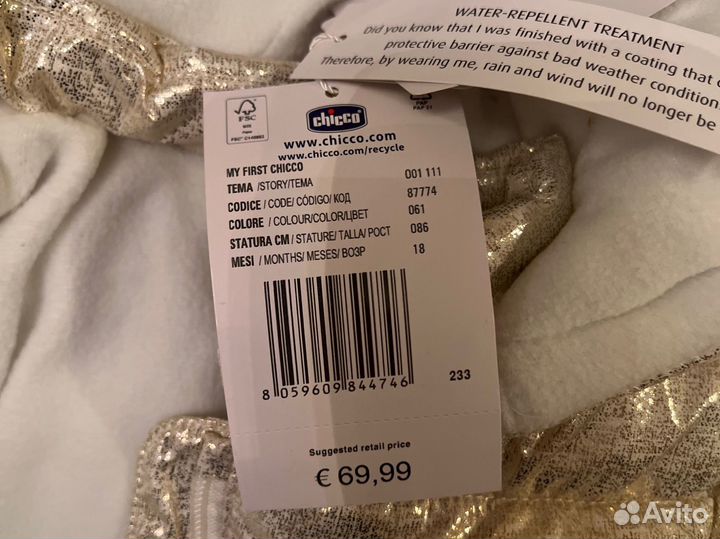 WATER-REPELLENT TREATMENT
Did you know that I was finished with a coating that
protective barrier against bad weather condition
Therefore, by wearing me, rain and wind will no longer be
FSC
chicco
PAP
PAP 21
www.chicco.com
www.chicco.com/recycle
MY FIRST CHICCO
TEMA /STORY/ТЕМА 001 111
CODICE / CODE/ CÓDIGO/ КОД 87774
COLORE / COLOUR/COLOR/ЦВЕТ 061
STATURA CM / STATURE/ TALLA/ РОСТ 086
MESI / MONTHS/ MESES/ ВОЗР 18
8 059609 844746
233
Suggested retail price
€ 69,99
Avito